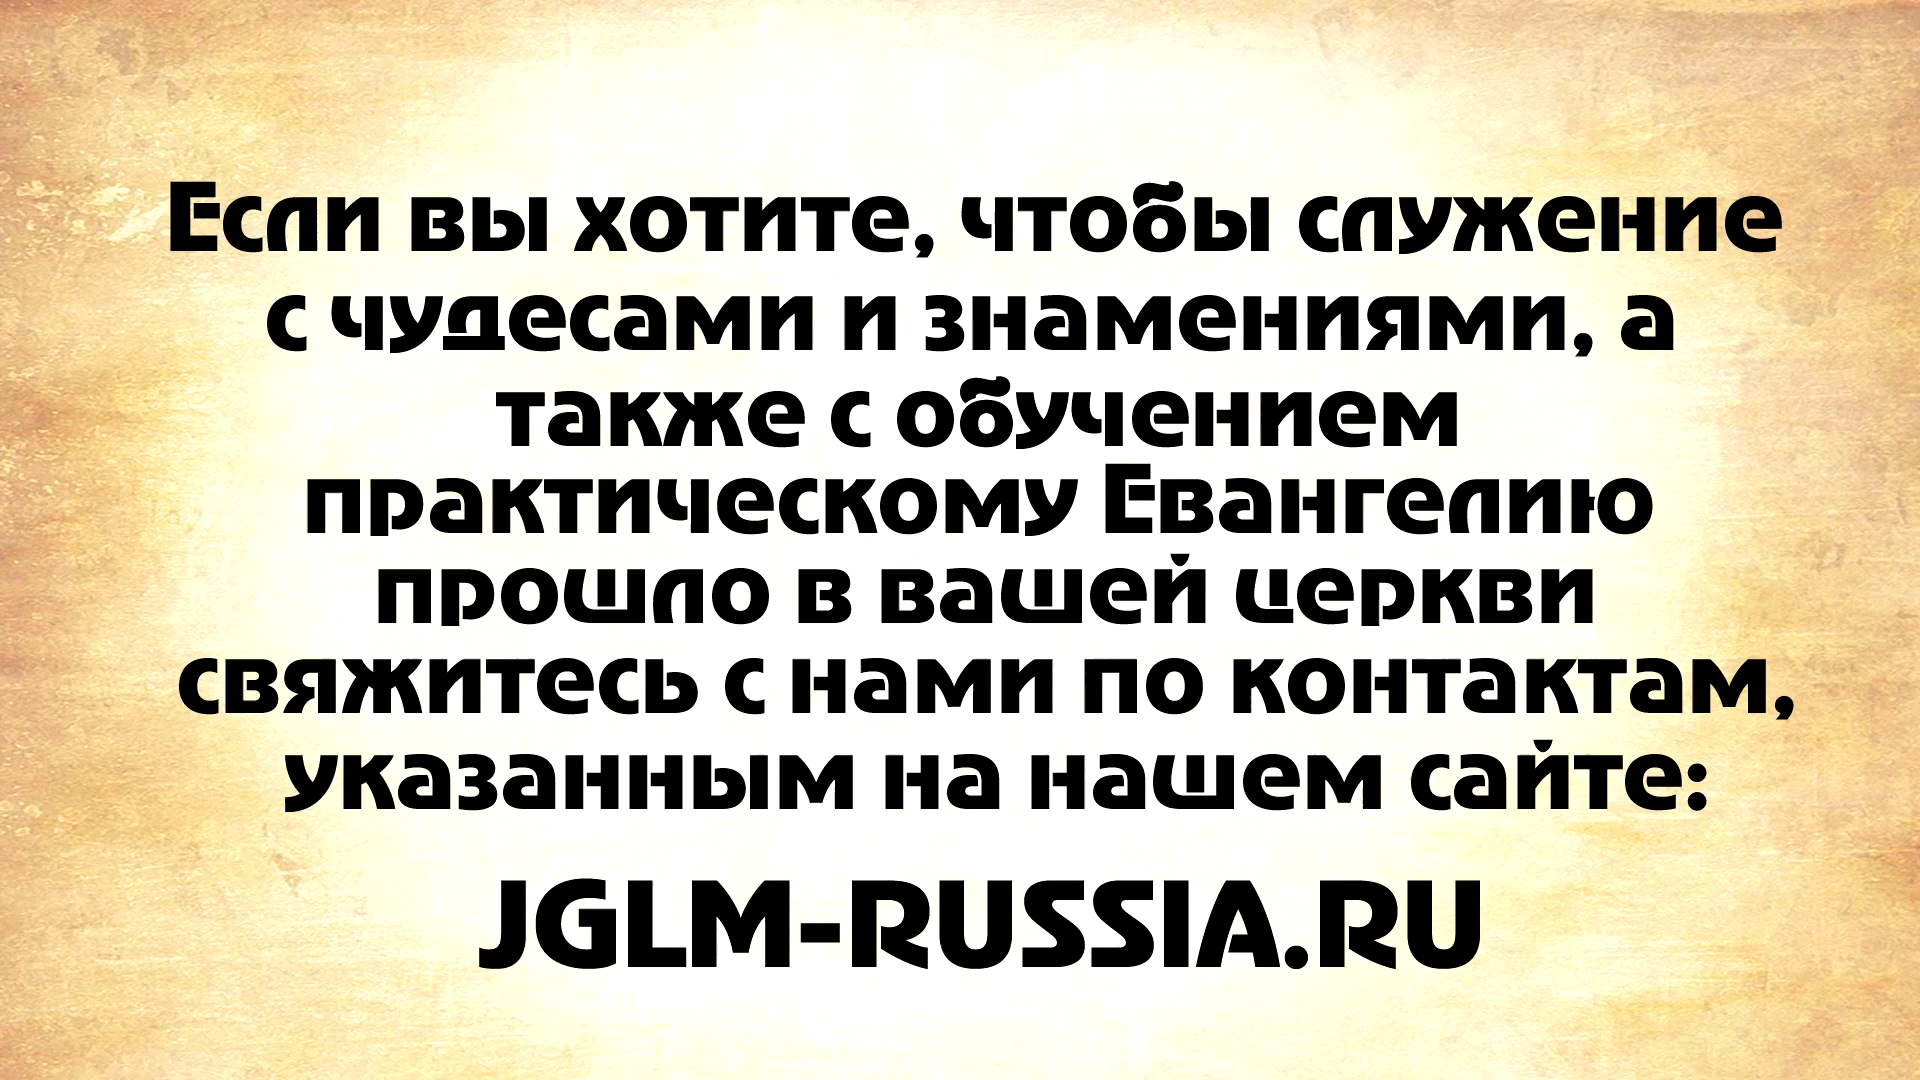 Если вы хотите, чтобы служение
с чудесами и знамениями, а
также с обучением
практическому Евангелию
прошло в вашей церкви
свяжитесь с нами по контактам,
указанным на нашем сайте:
JGLM-RUSSIA.RU